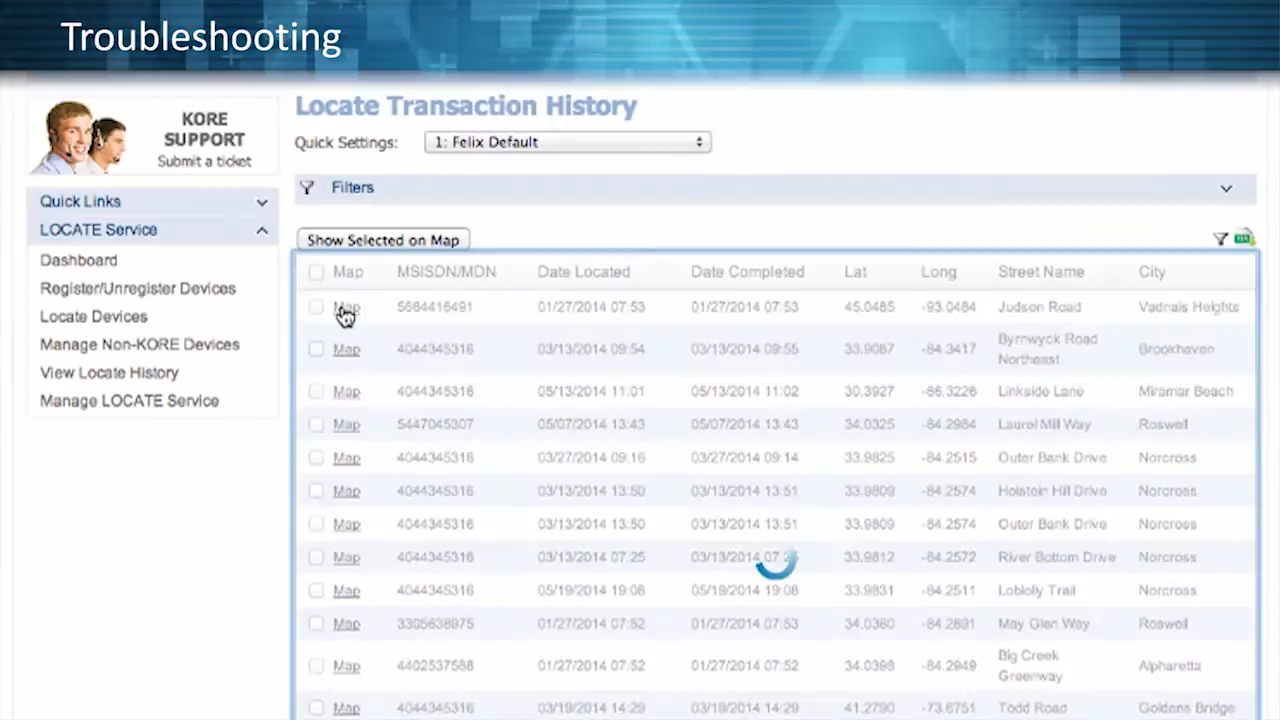 Troubleshooting
KORE
SUPPORT
Submit a ticket
Quick Links
LOCATE Service
Dashboard
Register/Unregister Devices
Locate Devices
Manage Non-KORE Devices
View Locate History
Manage LOCATE Service
Locate Transaction History
Quick Settings: 1: Felix Default
Filters
Show Selected on Map
Map MSISDN/MDN Date Located Date Completed Lat Long Street Name City
Map 5664416491 01/27/2014 07:53 01/27/2014 07:53 45.0485 -93.0484 Judson Road Vadnais Heights
Map 4044345316 03/13/2014 09:54 03/13/2014 09:55 33.9087 -84.3417 Byrnwyck Road Northeast Brookhaven
Map 4044345316 05/13/2014 11:01 05/13/2014 11:02 30.3927 -86.3226 Linkside Lane Miramar Beach
Map 5447045307 05/07/2014 13:43 05/07/2014 13:43 34.0325 -84.2984 Laurel Mill Way Roswell
Map 4044345316 03/27/2014 09:16 03/27/2014 09:14 33.9825 -84.2515 Outer Bank Drive Norcross
Map 4044345316 03/13/2014 13:50 03/13/2014 13:51 33.9809 -84.2574 Holstein Hill Drive Norcross
Map 4044345316 03/13/2014 13:50 03/13/2014 13:51 33.9809 -84.2574 Outer Bank Drive Norcross
Map 4044345316 03/13/2014 07:25 03/13/2014 33.9812 -84.2572 River Bottom Drive Norcross
Map 4044345316 05/19/2014 19:08 05/19/2014 19:08 33.9831 -84.2511 Loblolly Trail Norcross
Map 3305638975 01/27/2014 07:52 01/27/2014 07:53 34.0360 -84.2891 May Glen Way Roswell
Map 4402537588 01/27/2014 07:52 01/27/2014 07:52 34.0398 -84.2949 Big Creek Greenway Alpharetta
Map 4044345316 03/18/2014 14:29 03/18/2014 14:29 41.2790 -73.6751 Todd Road Goldens Bridge